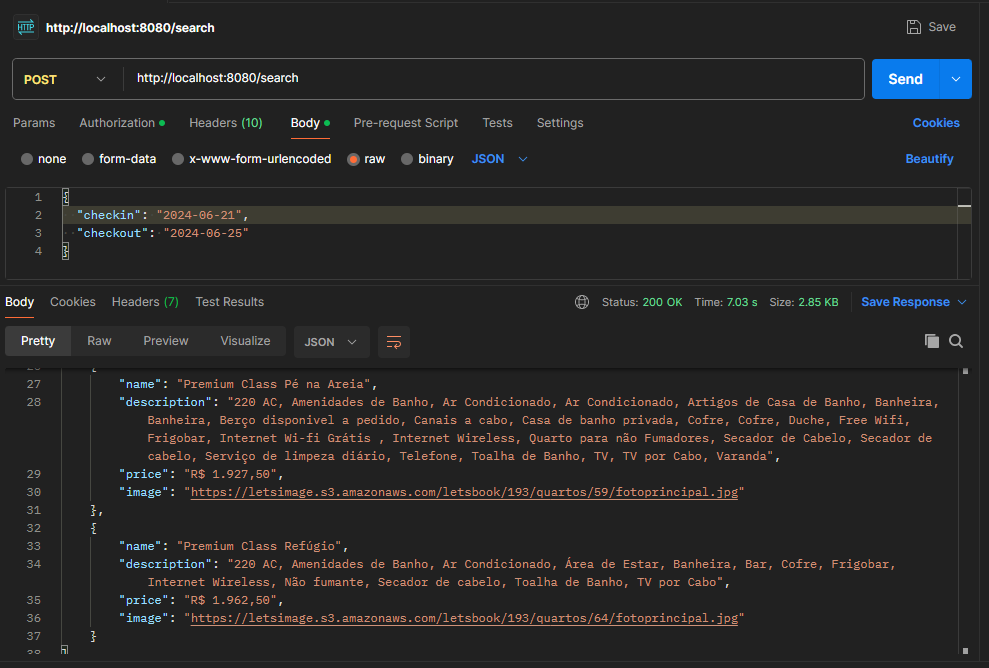 HTTP http://localhost:8080/search Save
POST http://localhost:8080/search Send
Params Authorization Headers (10) Body Pre-request Script Tests Settings Cookies
none form-data x-www-form-urlencoded raw binary JSON Beautify
1 {
2 "checkin": "2024-06-21",
3 "checkout": "2024-06-25"
4 }
Body Cookies Headers (7) Test Results Status: 200 OK Time: 7.03 s Size: 2.85 KB Save Response
Pretty Raw Preview Visualize JSON
27 "name": "Premium Class Pé na Areia",
28 "description": "220 AC, Amenidades de Banho, Ar Condicionado, Ar Condicionado, Artigos de Casa de Banho, Banheira,
Banheira, Berço disponivel a pedido, Canais a cabo, Casa de banho privada, Cofre, Cofre, Duche, Free Wifi,
Frigobar, Internet Wi-fi Grátis , Internet Wireless, Quarto para não Fumadores, Secador de Cabelo, Secador de
cabelo, Serviço de limpeza diário, Telefone, Toalha de Banho, TV, TV por Cabo, Varanda",
29 "price": "R$ 1.927,50",
30 "image": "https://letsimage.s3.amazonaws.com/letsbook/193/quartos/59/fotoprincipal.jpg"
31 },
32 {
33 "name": "Premium Class Refúgio",
34 "description": "220 AC, Amenidades de Banho, Ar Condicionado, Área de Estar, Banheira, Bar, Cofre, Frigobar,
Internet Wireless, Não fumante, Secador de cabelo, Toalha de Banho, TV por Cabo",
35 "price": "R$ 1.962,50",
36 "image": "https://letsimage.s3.amazonaws.com/letsbook/193/quartos/64/fotoprincipal.jpg"
37 }
38 ]